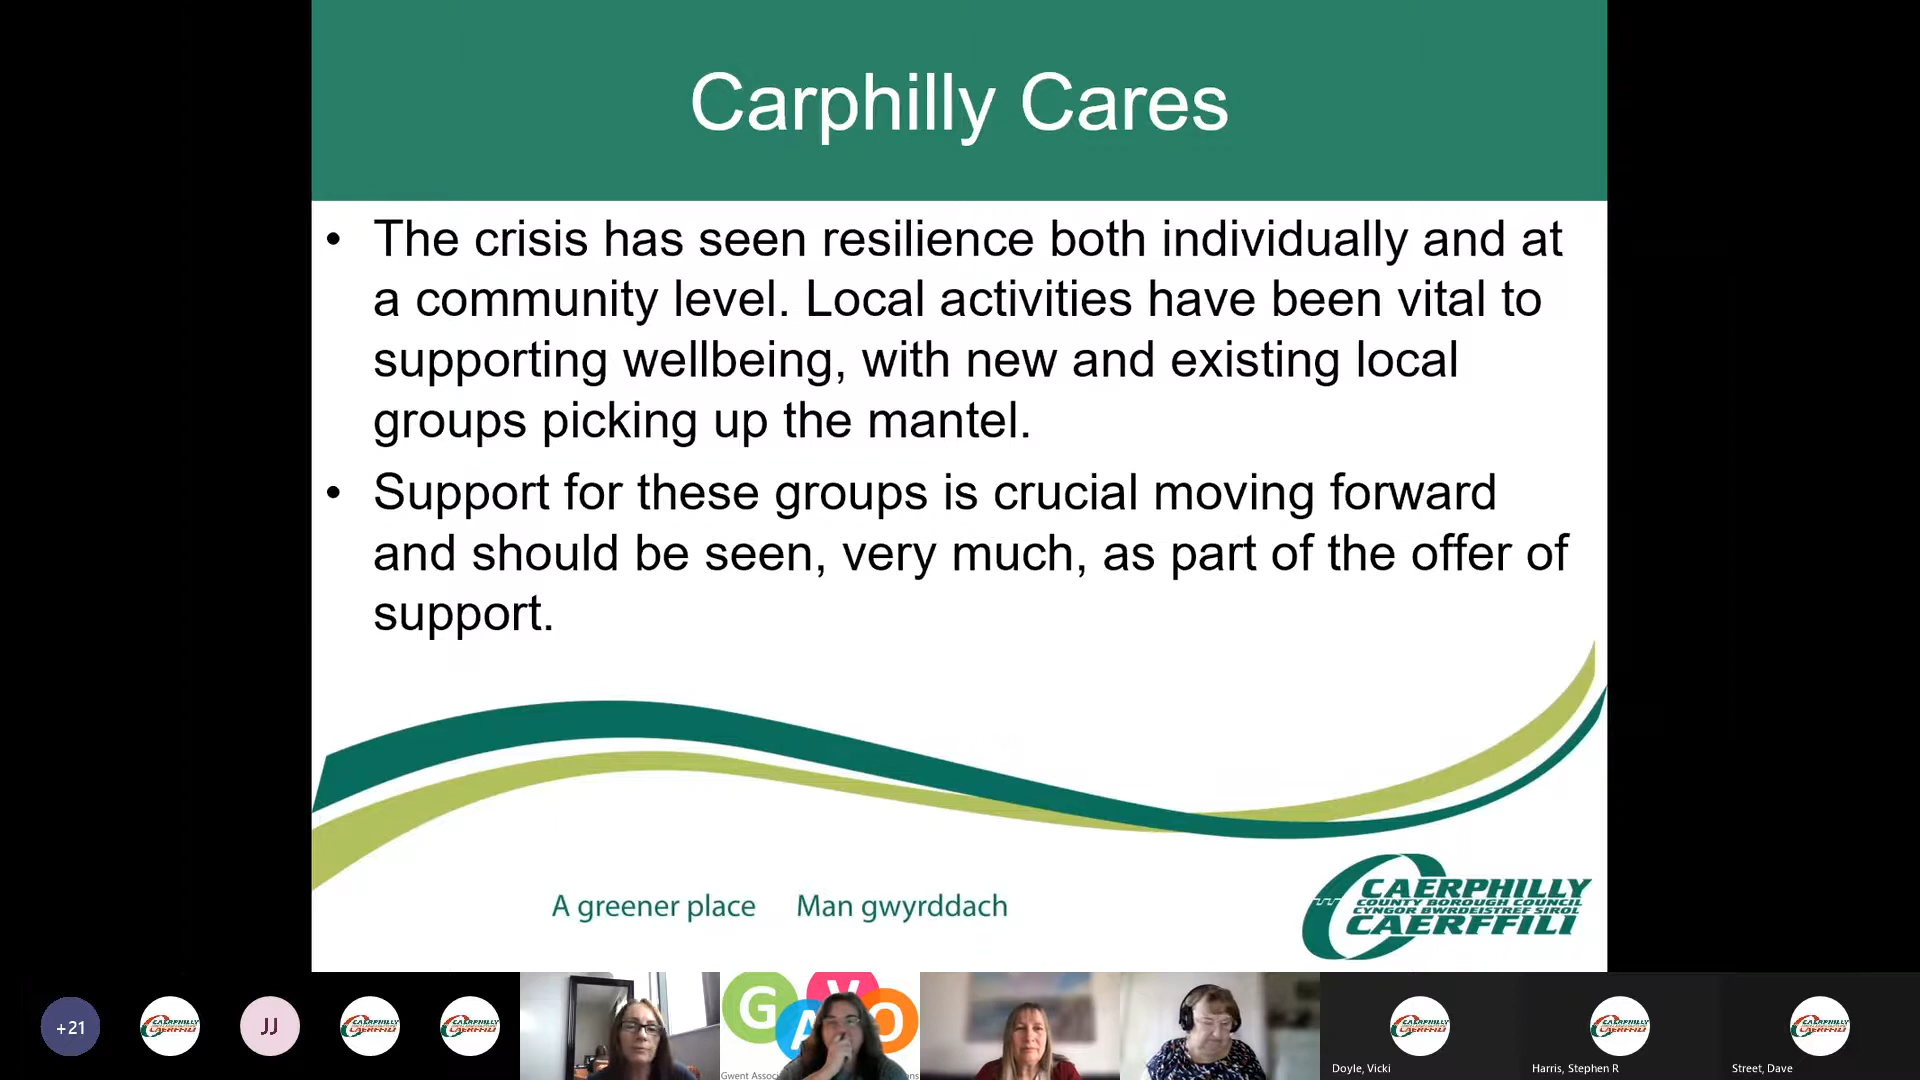 Carphilly Cares
• The crisis has seen resilience both individually and at
a community level. Local activities have been vital to
supporting wellbeing, with new and existing local
groups picking up the mantel.
• Support for these groups is crucial moving forward
and should be seen, very much, as part of the offer of
support.
A greener place Man gwyrddach
CAERPHILLY
COUNTY BOROUGH COUNCIL
CYNGOR BWRDEISTREF SIROL
CAERFFILI
+21
JJ
G A V O
Gwent
Doyle, Vicki
Harris, Stephen R
Street, Dave